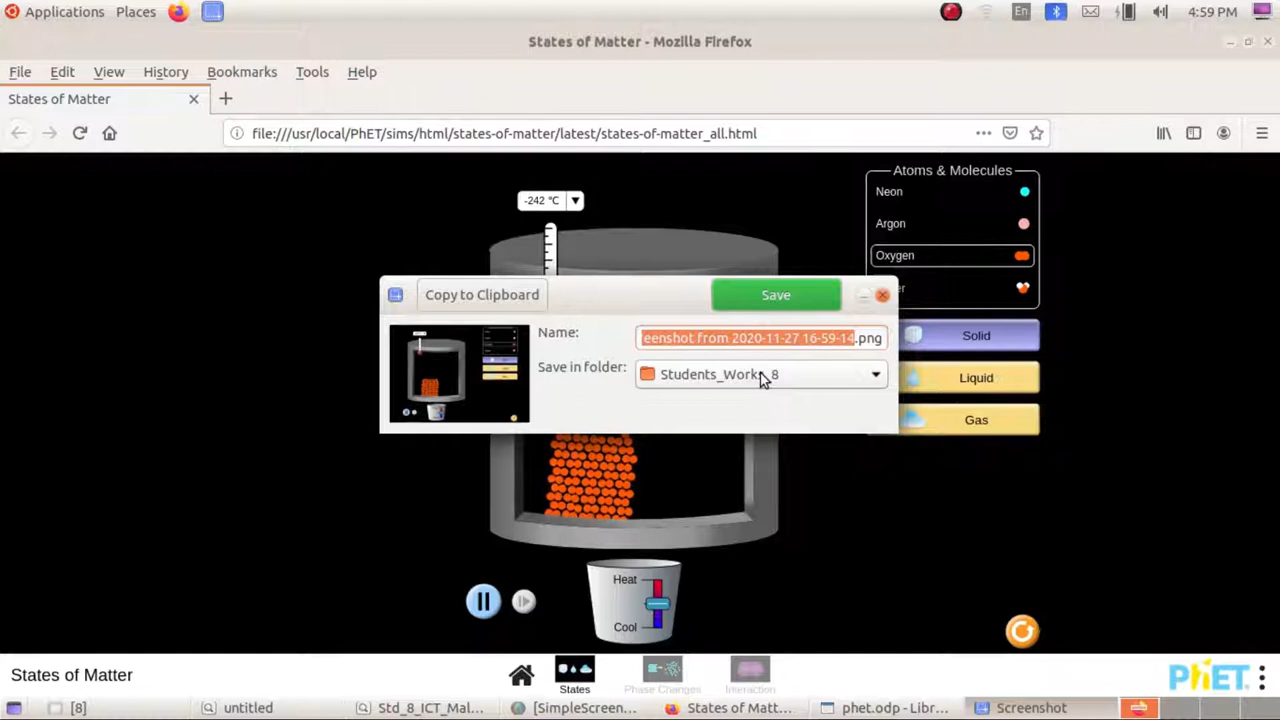 Applications Places En 4:59 PM
States of Matter - Mozilla Firefox
File Edit View History Bookmarks Tools Help
States of Matter
file:///usr/local/PhET/sims/html/states-of-matter/latest/states-of-matter_all.html
Atoms & Molecules
-242 °C
Neon
Argon
Oxygen
Copy to Clipboard Save
Name: eenshot from 2020-11-27 16-59-14.png
Solid
Save in folder:
Liquid
Gas
Heat
Cool
States of Matter
States Phase Changes Interaction
PhET
[8] untitled Std_8_ICT_Mal... [SimpleScreen... States of Matt... phet.odp - Libr... Screenshot